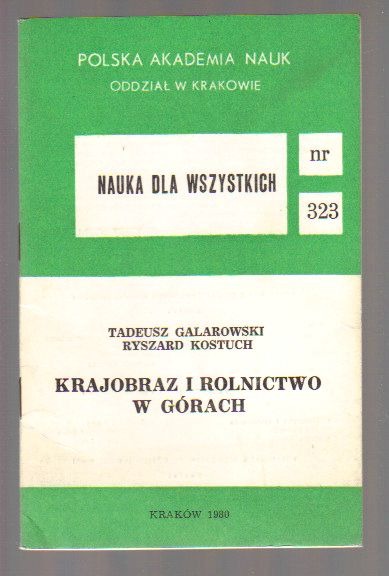 POLSKA AKADEMIA NAUK
ODDZIAŁ W KRAKOWIE
NAUKA DLA WSZYSTKICH
nr
323
TADEUSZ GALAROWSKI
RYSZARD KOSTUCH
KRAJOBRAZ I ROLNICTWO
W GÓRACH
KRAKÓW 1980